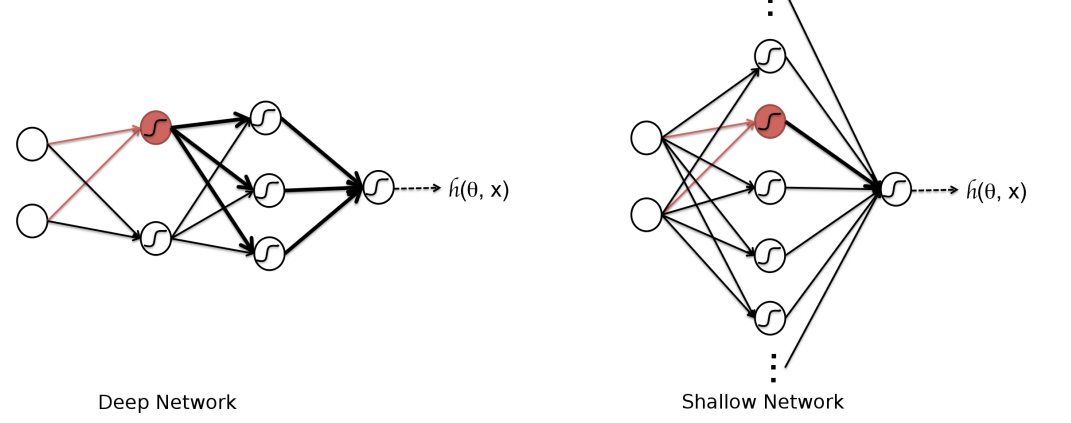 ℏ(θ, x)
ℏ(θ, x)
Deep Network
Shallow Network